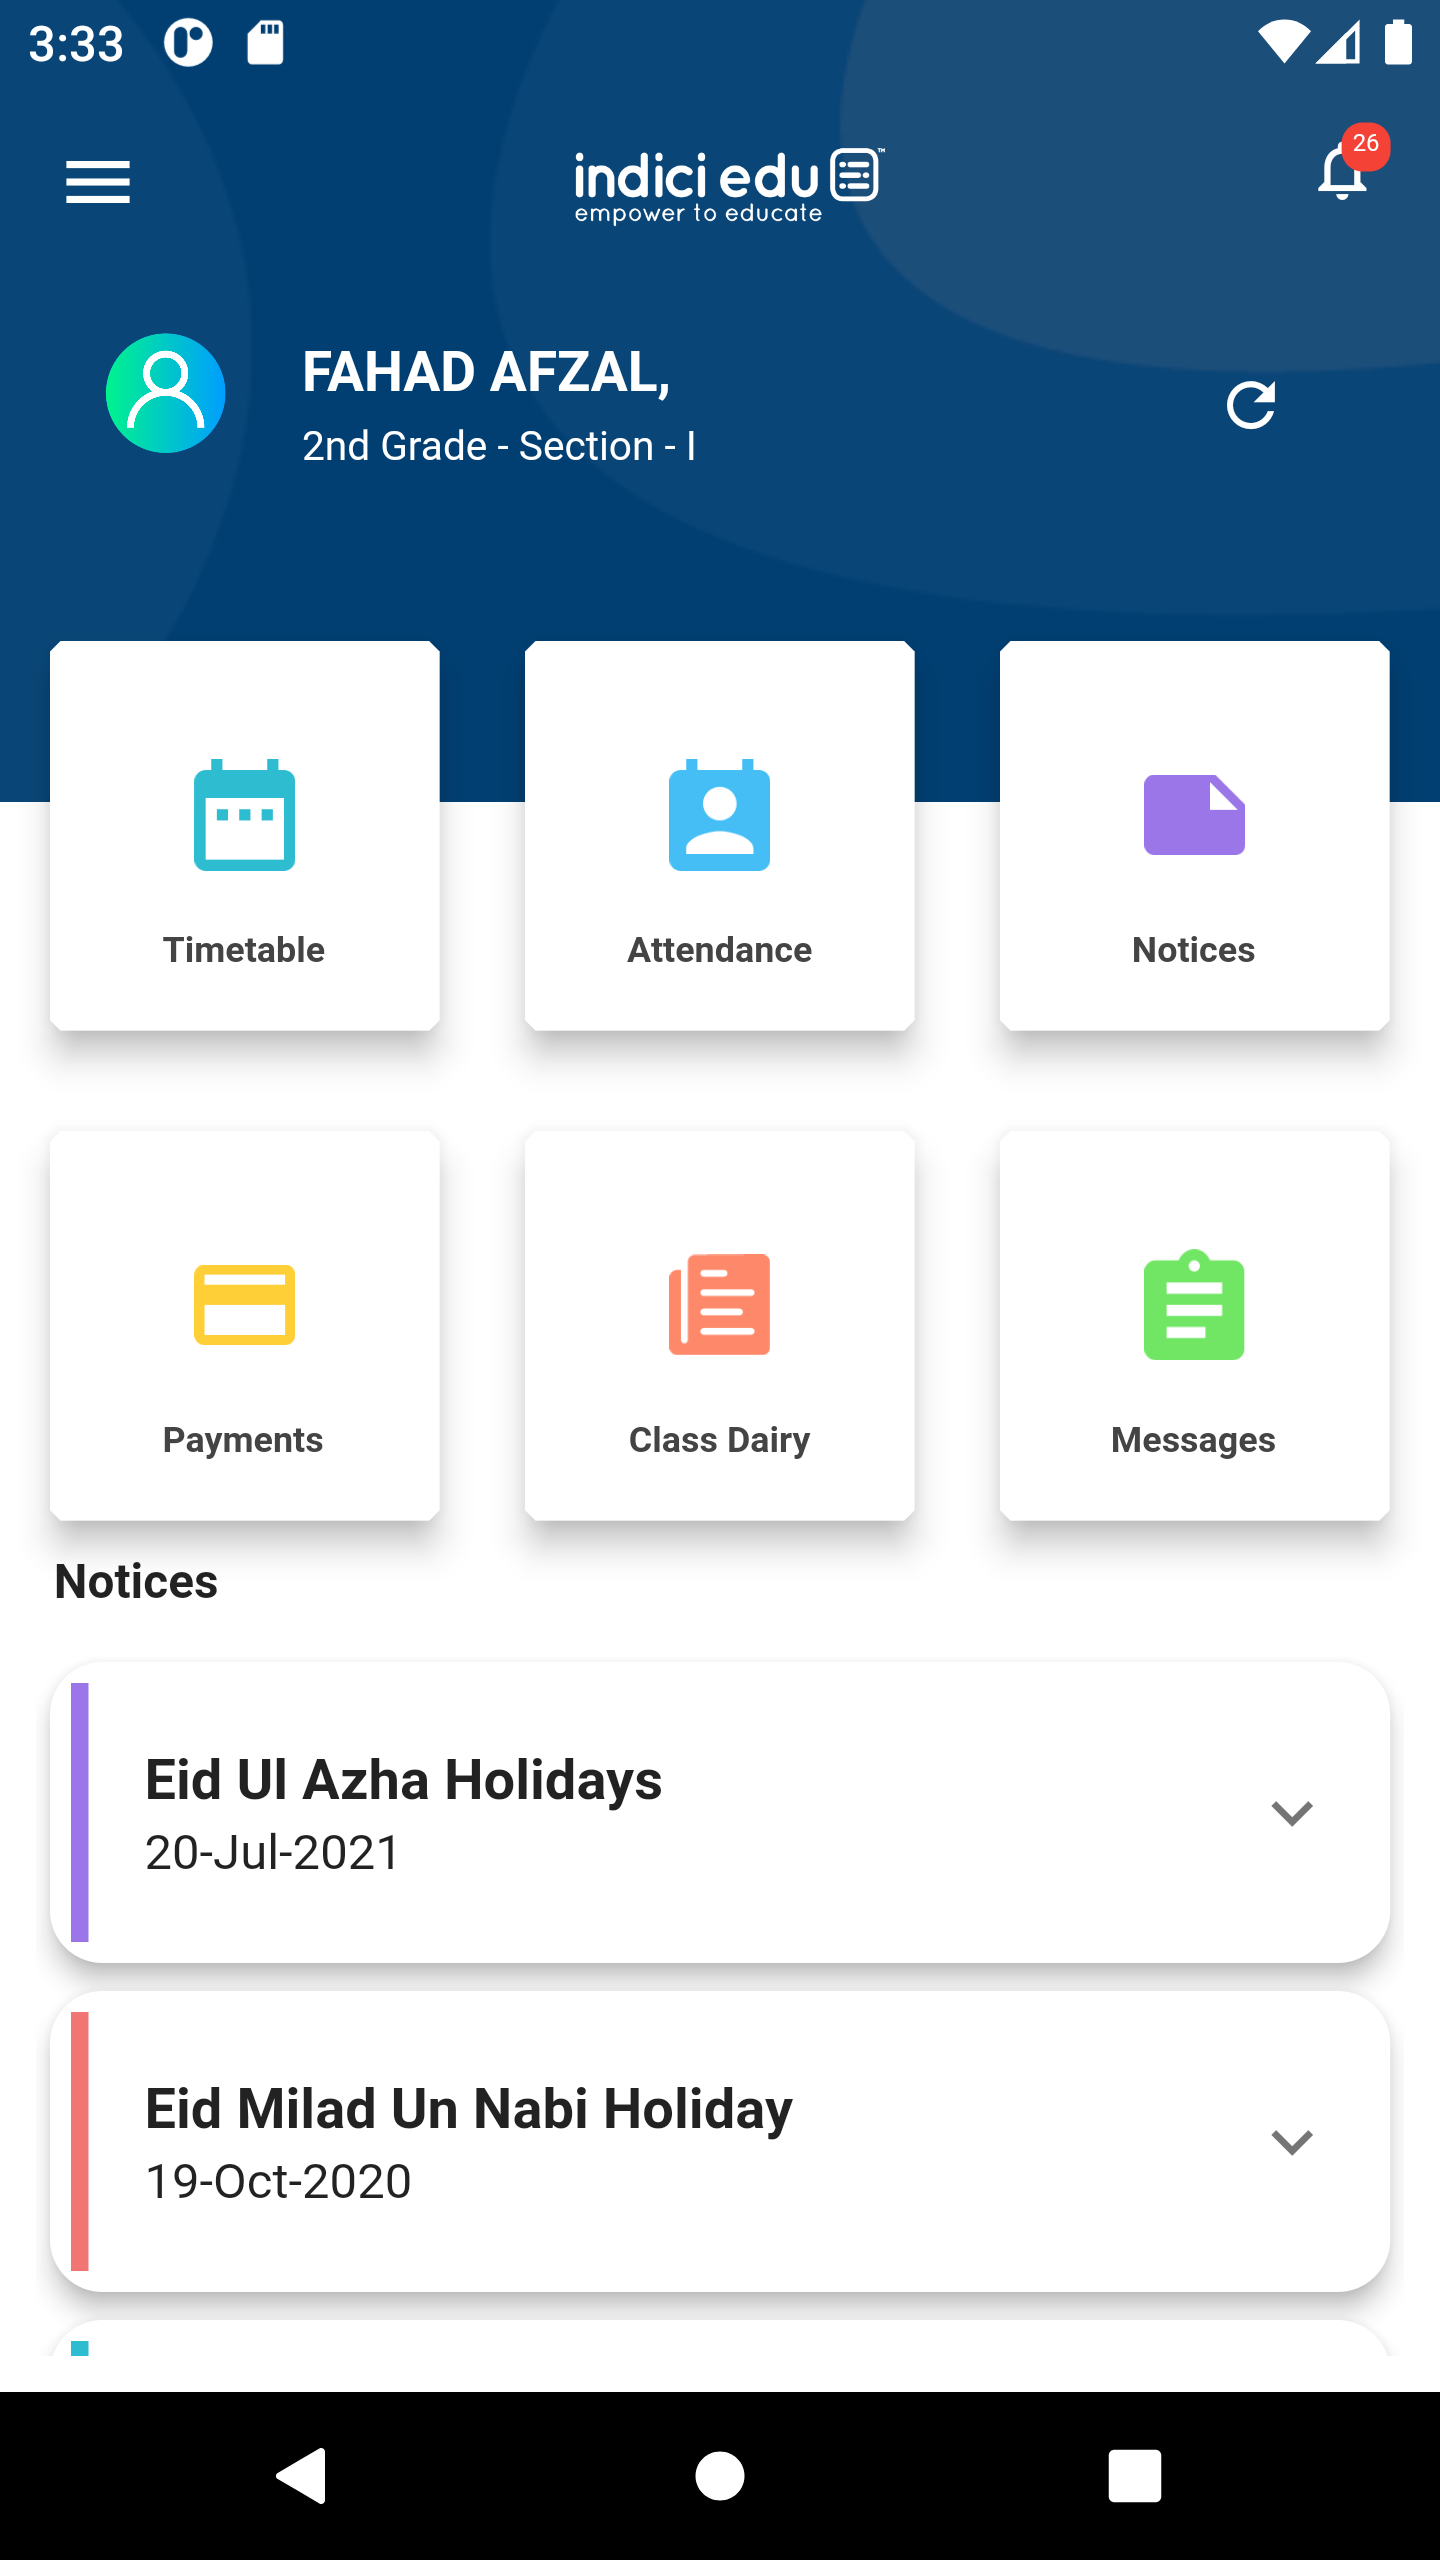 3:33
26
indici edu ™
empower to educate
FAHAD AFZAL,
2nd Grade - Section - I
Timetable
Attendance
Notices
Payments
Class Dairy
Messages
Notices
Eid Ul Azha Holidays
20-Jul-2021
Eid Milad Un Nabi Holiday
19-Oct-2020